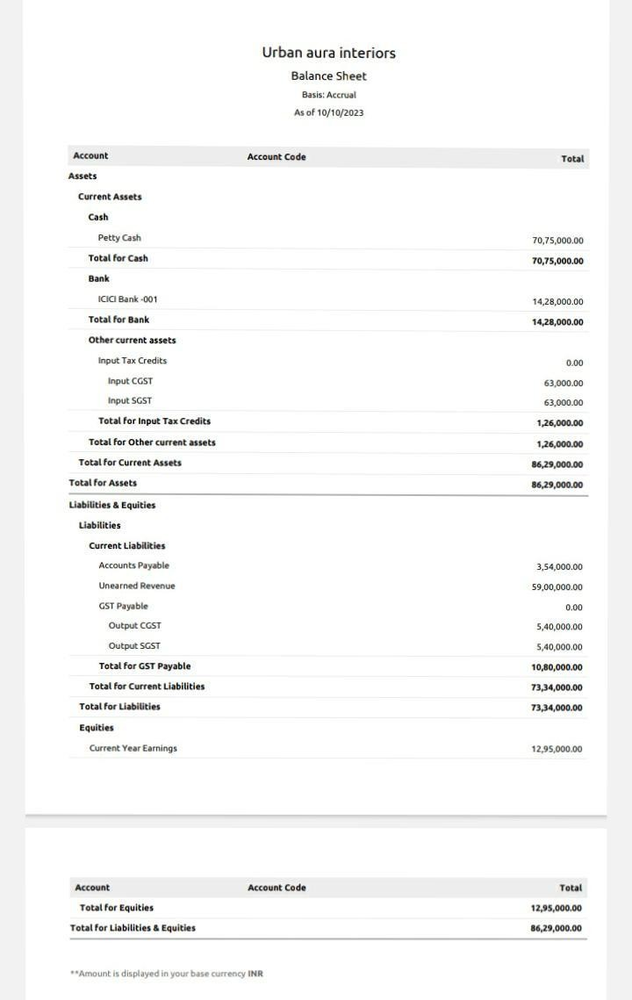 Urban aura interiors
Balance Sheet
Basis: Accrual
As of 10/10/2023
Account Account Code Total
Assets
Current Assets
Cash
Petty Cash 70,75,000.00
Total for Cash 70,75,000.00
Bank
ICICI Bank -001 14,28,000.00
Total for Bank 14,28,000.00
Other current assets
Input Tax Credits 0.00
Input CGST 63,000.00
Input SGST 63,000.00
Total for Input Tax Credits 1,26,000.00
Total for Other current assets 1,26,000.00
Total for Current Assets 86,29,000.00
Total for Assets 86,29,000.00
Liabilities & Equities
Liabilities
Current Liabilities
Accounts Payable 3,54,000.00
Unearned Revenue 59,00,000.00
GST Payable 0.00
Output CGST 5,40,000.00
Output SGST 5,40,000.00
Total for GST Payable 10,80,000.00
Total for Current Liabilities 73,34,000.00
Total for Liabilities 73,34,000.00
Equities
Current Year Earnings 12,95,000.00
Account Account Code Total
Total for Equities 12,95,000.00
Total for Liabilities & Equities 86,29,000.00
**Amount is displayed in your base currency INR